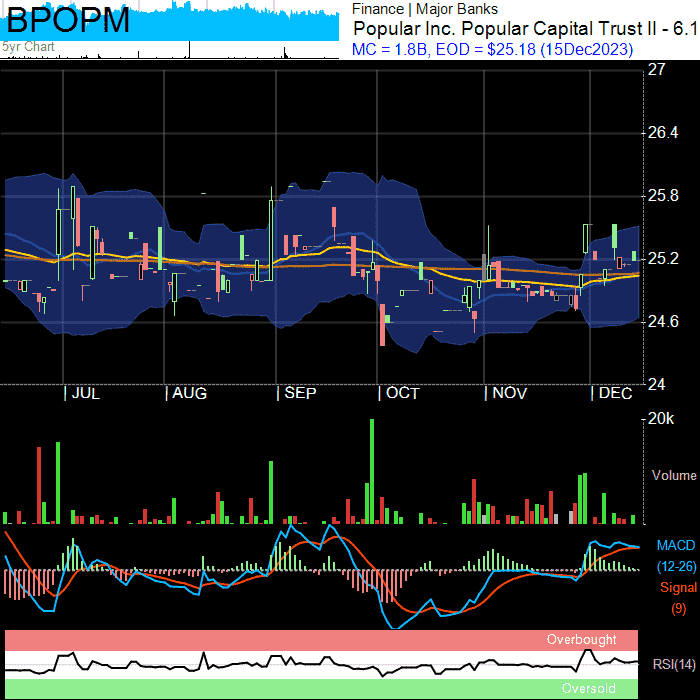 BPOPM
5yr Chart
Finance | Major Banks
Popular Inc. Popular Capital Trust II - 6.1
MC = 1.8B, EOD = $25.18 (15Dec2023)
27
26.4
25.8
25.2
24.6
24
| JUL | AUG | SEP | OCT | NOV | DEC
20k
Volume
MACD
(12-26)
Signal
(9)
Overbought
RSI(14)
Oversold